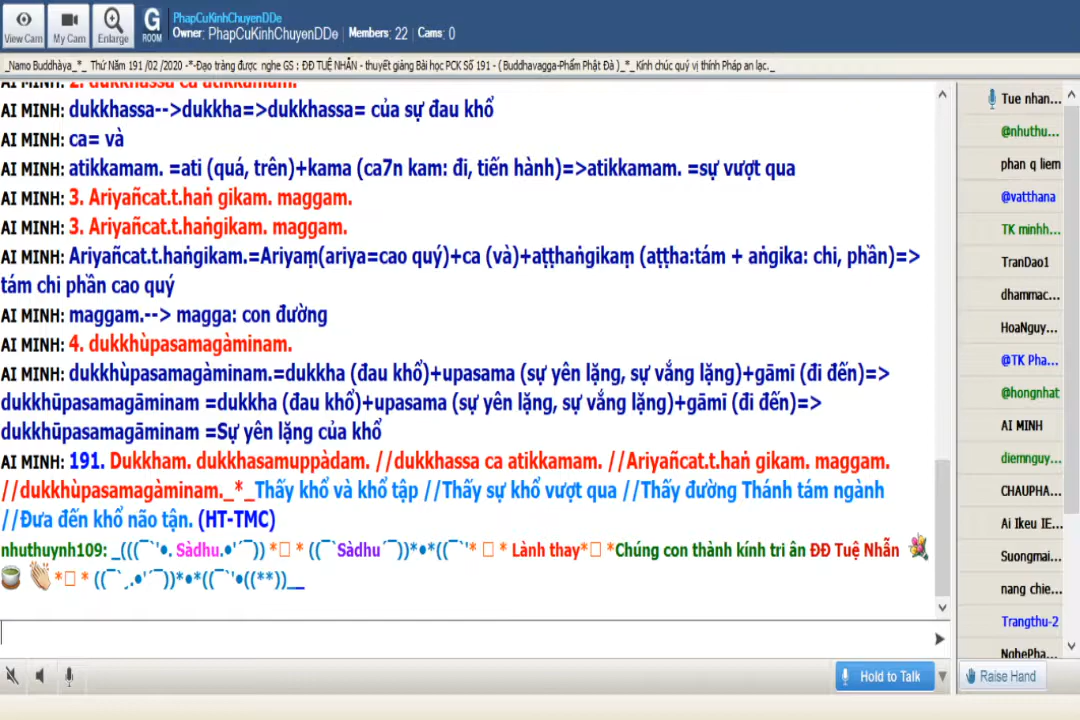 PhapCuKinhChuyenDDe
Owner: PhapCuKinhChuyenDDe | Members: 22 | Cams: 0
View Cam My Cam Enlarge G ROOM
_Namo Buddhàya_*_ Thứ Năm 191 /02 /2020 -*-Đạo tràng được nghe GS : ĐĐ TUỆ NHẪN - thuyết giảng Bài học PCK Số 191 - ( Buddhavagga-Phẩm Phật Đà )_*_Kính chúc quý vị thính Pháp an lạc._
AI MINH: 2. dukkhassa ca atikkamam.
AI MINH: dukkhassa-->dukkha=>dukkhassa= của sự đau khổ
AI MINH: ca= và
AI MINH: atikkamam. =ati (quá, trên)+kama (ca7n kam: đi, tiến hành)=>atikkamam. =sự vượt qua
AI MINH: 3. Ariyañcat.t.haṅ gikam. maggam.
AI MINH: 3. Ariyañcat.t.haṅgikam. maggam.
AI MINH: Ariyañcat.t.haṅgikam.=Ariyaṃ(ariya=cao quý)+ca (và)+aṭṭhaṅgikaṃ (aṭṭha:tám + aṅgika: chi, phần)=>
tám chi phần cao quý
AI MINH: maggam.--> magga: con đường
AI MINH: 4. dukkhùpasamagàminam.
AI MINH: dukkhùpasamagàminam.=dukkha (đau khổ)+upasama (sự yên lặng, sự vắng lặng)+gāmī (đi đến)=>
dukkhūpasamagāminam =dukkha (đau khổ)+upasama (sự yên lặng, sự vắng lặng)+gāmī (đi đến)=>
dukkhūpasamagāminam =Sự yên lặng của khổ
AI MINH: 191. Dukkham. dukkhasamuppàdam. //dukkhassa ca atikkamam. //Ariyañcat.t.haṅ gikam. maggam.
//dukkhùpasamagàminam._*_Thấy khổ và khổ tập //Thấy sự khổ vượt qua //Thấy đường Thánh tám ngành
//Đưa đến khổ não tận. (HT-TMC)
nhuthuynh109: _(((¯`'•. Sàdhu.•'´¯)) *▯ * ((¯`Sàdhu´¯))*•*((¯`'* ▯ * Lành thay*▯ *Chúng con thành kính tri ân ĐĐ Tuệ Nhẫn
*▯ * ((¯`¸.•'´¯))*•*((¯`'•((**))__
Tue nhan...
@nhuthu...
phan q liem
@vatthana
TK minhh...
TranDao1
dhammac...
HoaNguy...
@TK Pha...
@hongnhat
AI MINH
diemnguy...
CHAUPHA...
Ai Ikeu IE...
Suongmai...
nang chie...
Trangthu-2
NghePha...
Hold to Talk
Raise Hand